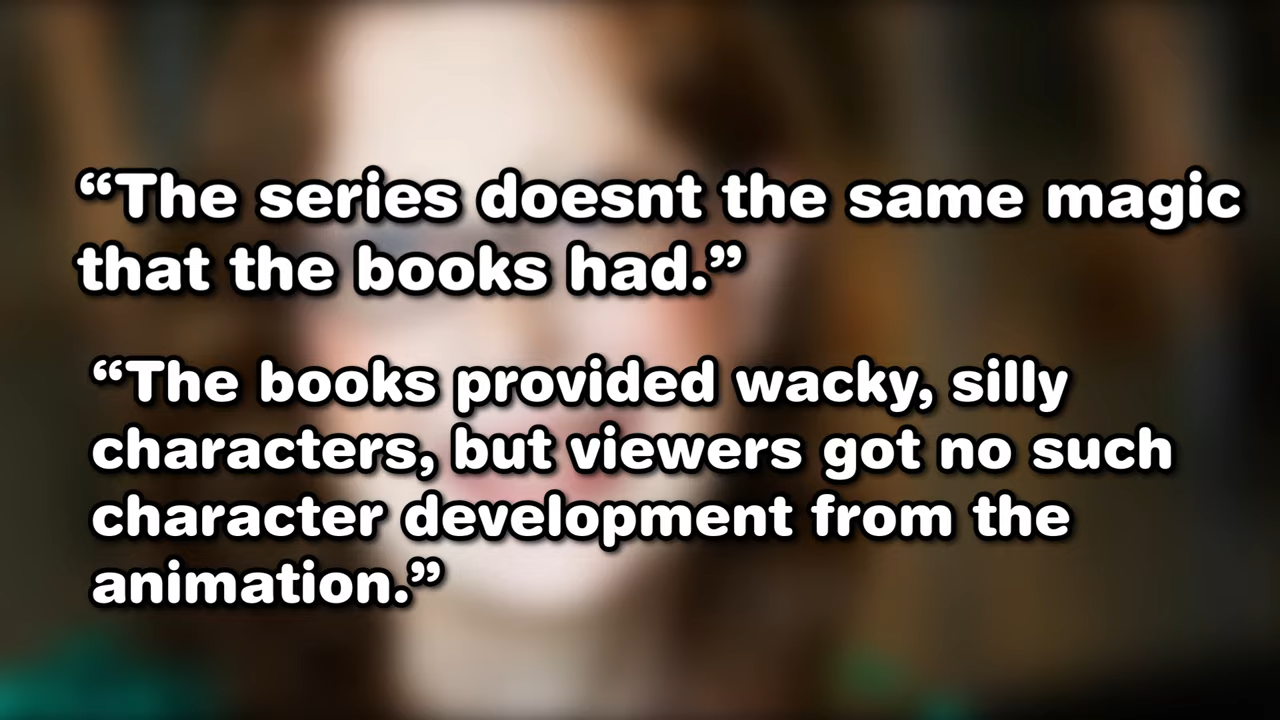 “The series doesnt the same magic
that the books had.”
“The books provided wacky, silly
characters, but viewers got no such
character development from the
animation.”